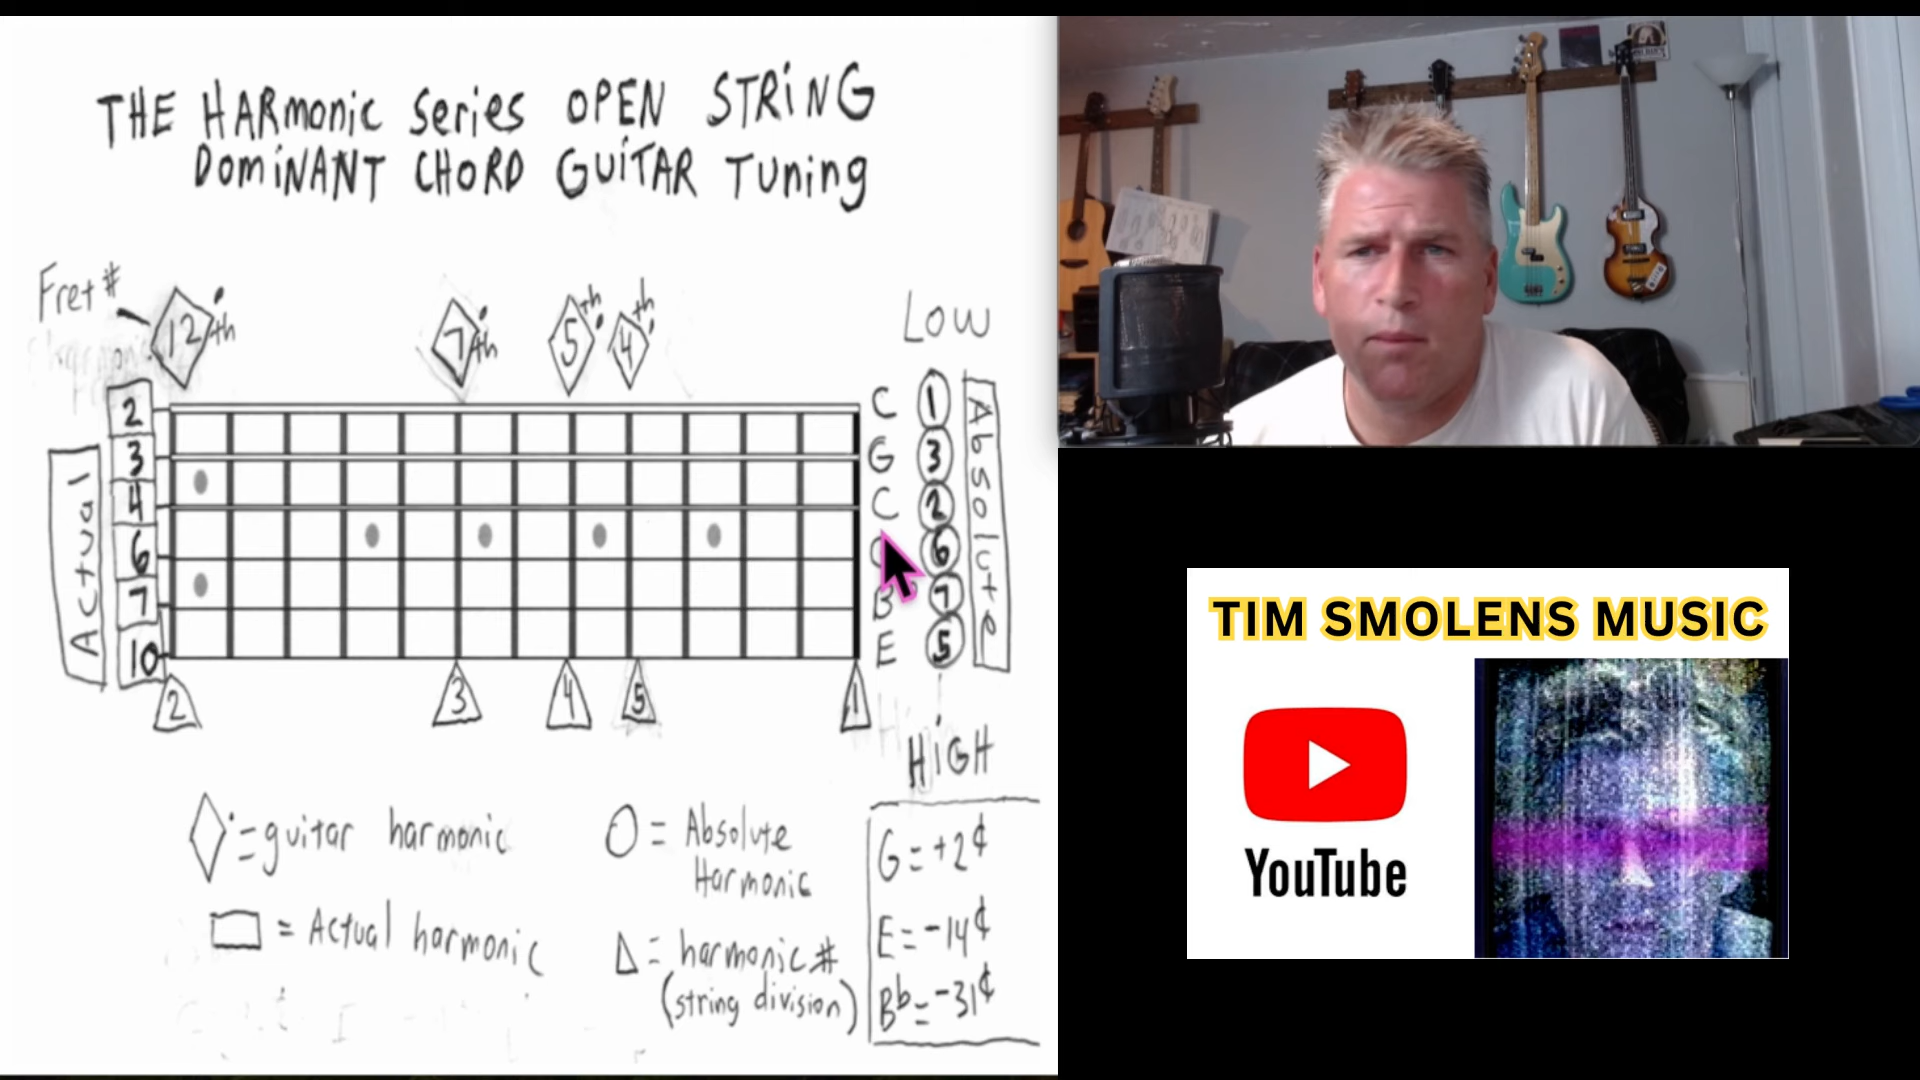 THE HARmonic Series OPEN STRiNG
DOMiNANT CHORD GUiTAR Tuning
Fret #
12th
7th
5th
4th
LOW
2
C
1
3
G
3
4
C
2
6
6
7
B
7
10
E
5
Actual
Absolute
2
3
4
5
1
HiGH
= guitar harmonic
= Absolute
Harmonic
= Actual harmonic
= harmonic #
(string division)
G = +2¢
E = -14¢
Bb = -31¢
TIM SMOLENS MUSIC
YouTube